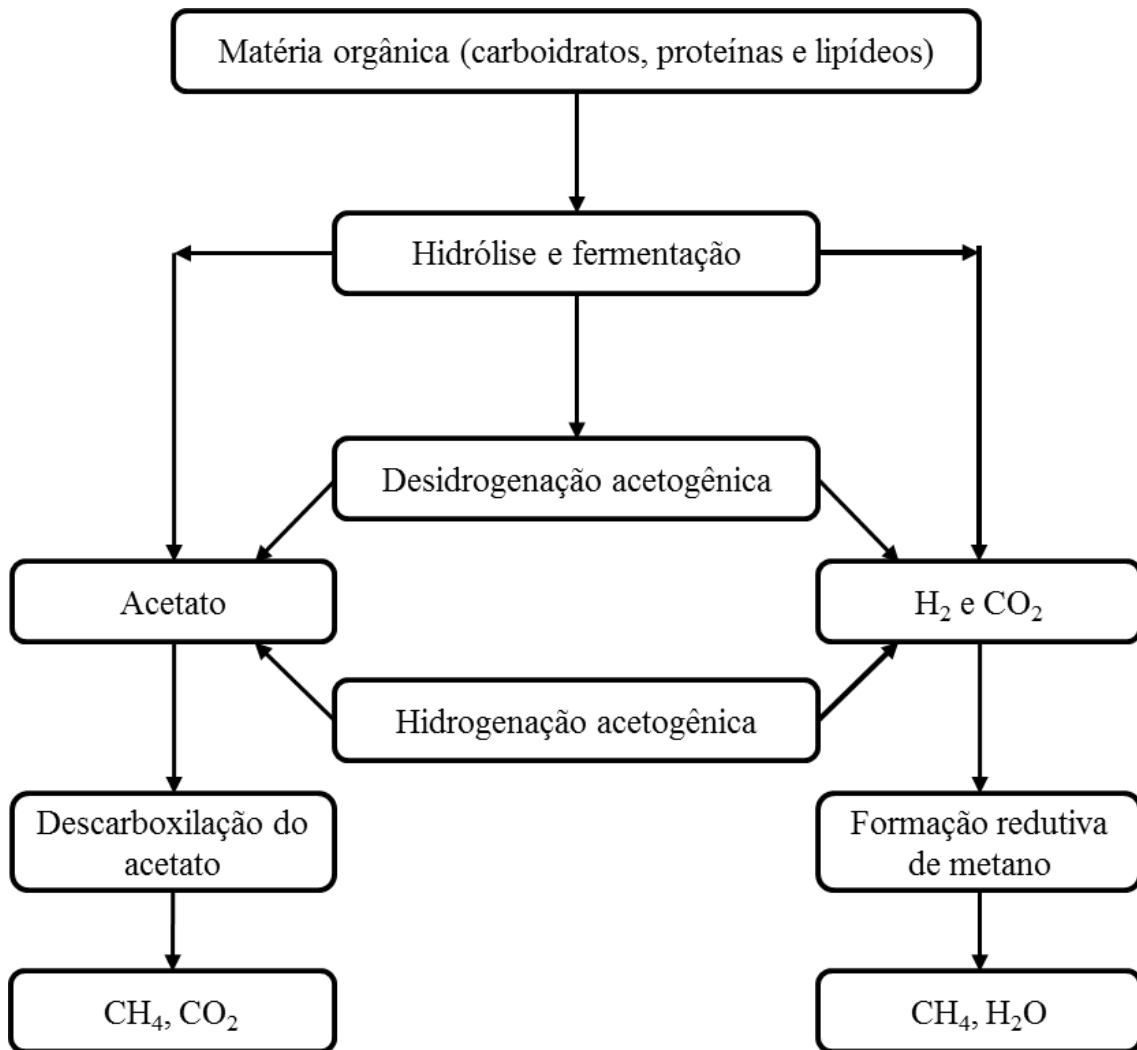 Matéria orgânica (carboidratos, proteínas e lipídeos)
Hidrólise e fermentação
Desidrogenação acetogênica
Acetato
H₂ e CO₂
Hidrogenação acetogênica
Descarboxilação do
acetato
Formação redutiva
de metano
CH₄, CO₂
CH₄, H₂O